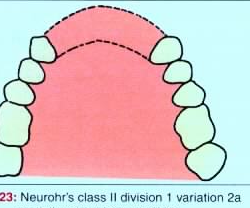 23: Neurohr's class II division 1 variation 2a